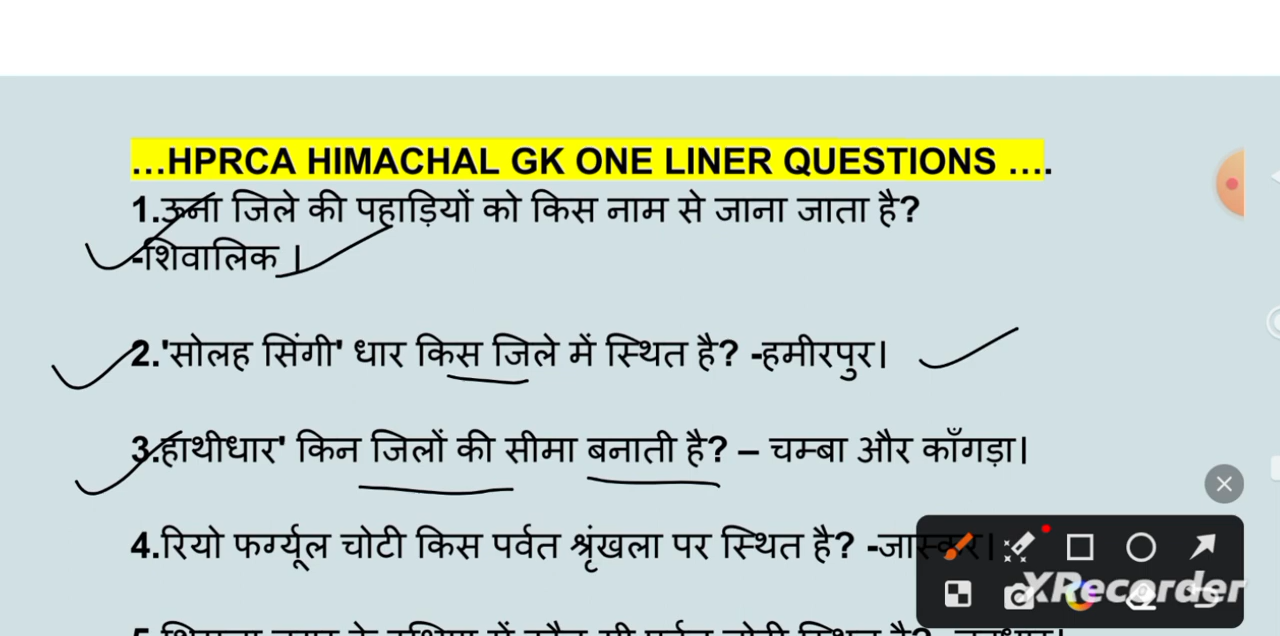 ...HPRCA HIMACHAL GK ONE LINER QUESTIONS ....
1.ऊना जिले की पहाड़ियों को किस नाम से जाना जाता है?
-शिवालिक ।
2.'सोलह सिंगी' धार किस जिले में स्थित है? -हमीरपुर।
3.हाथीधार' किन जिलों की सीमा बनाती है? – चम्बा और काँगड़ा।
4.रियो फर्ग्यूल चोटी किस पर्वत श्रृंखला पर स्थित है? -जास्कर।
XRecorder